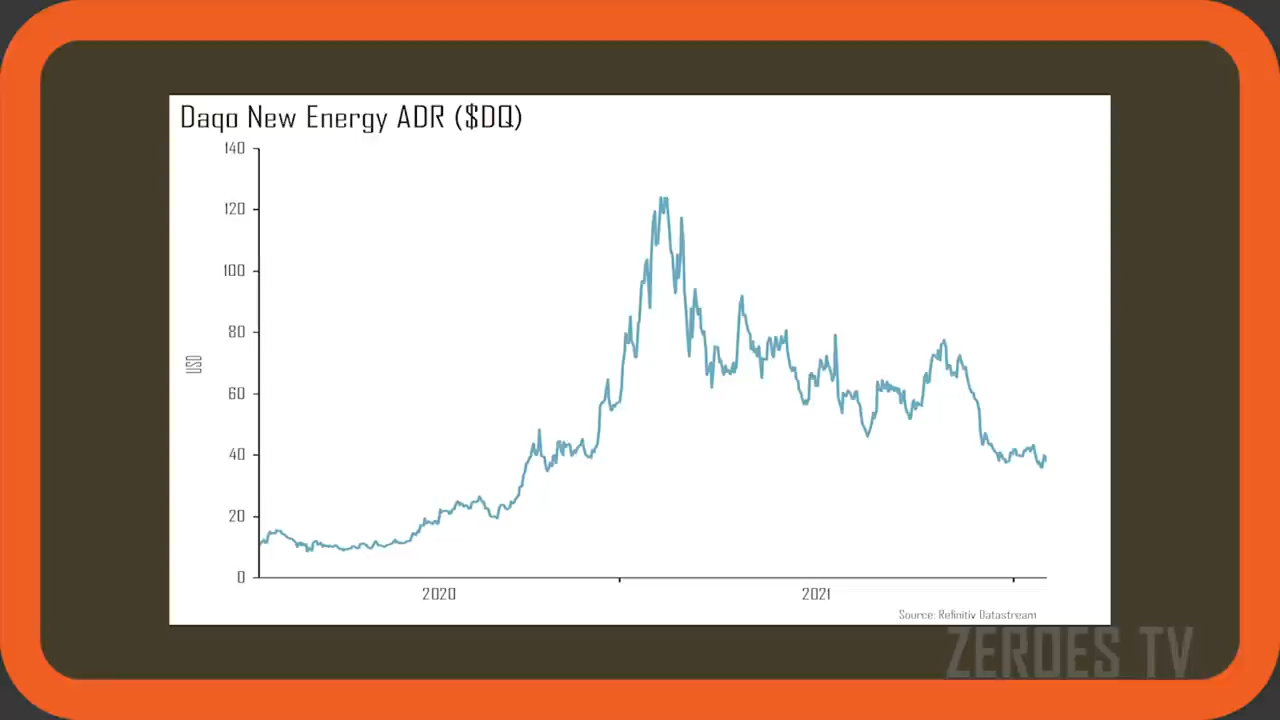 Daqo New Energy ADR ($DQ)
140
120
100
80
60
40
20
0
USD
2020
2021
Source: Refinitiv Datastream
ZEROES TV